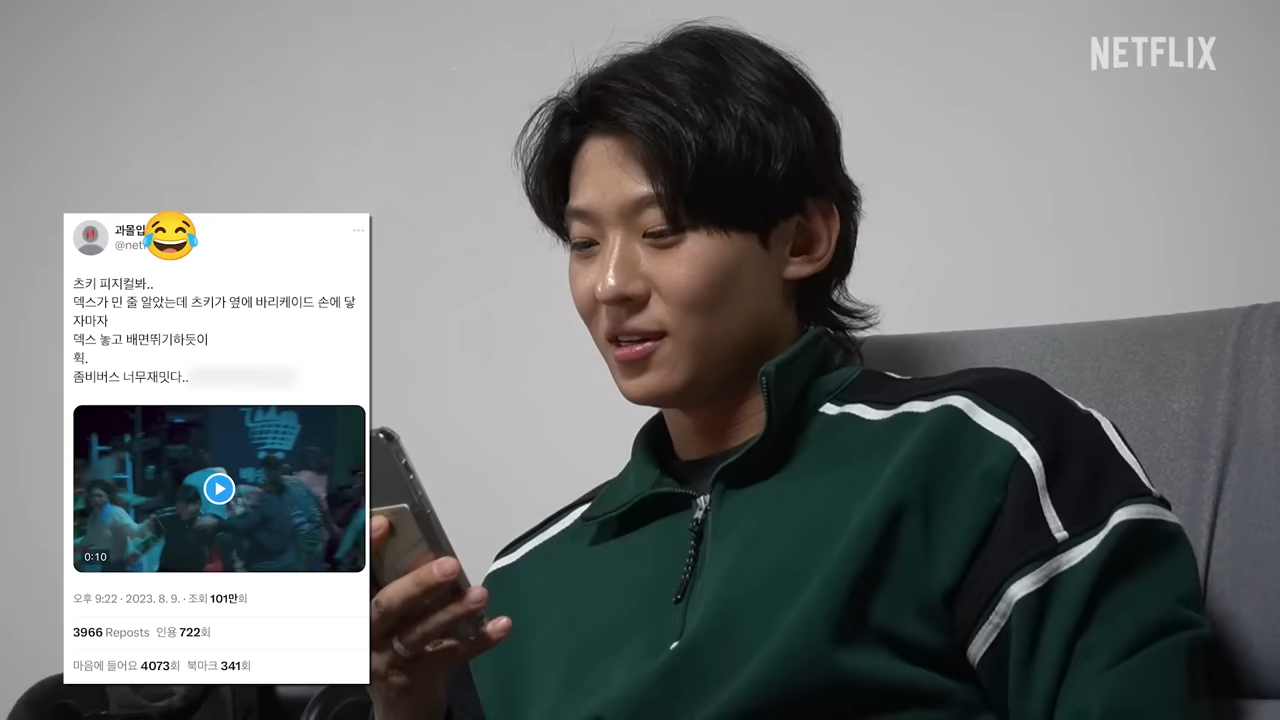 NETFLIX
과몰입
@net
츠키 피지컬봐..
덱스가 민 줄 알았는데 츠키가 옆에 바리케이드 손에 닿
자마자
덱스 놓고 배면뛰기하듯이
휙.
좀비버스 너무재밋다..
0:10
오후 9:22 · 2023. 8. 9. · 조회 101만회
3966 Reposts 인용 722회
마음에 들어요 4073회 북마크 341회